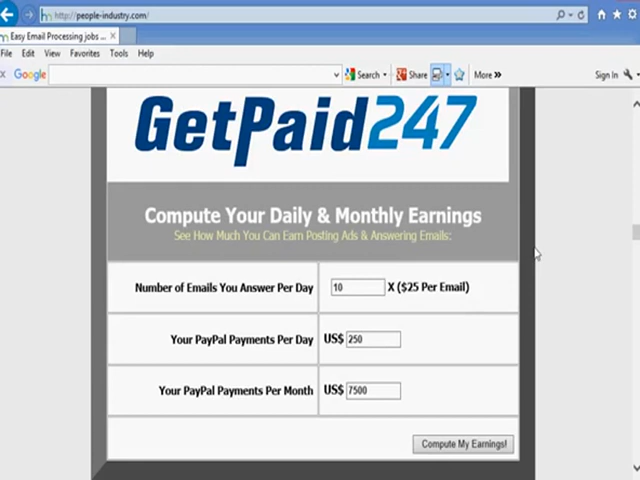 http://people-industry.com/
Easy Email Processing jobs ...
File Edit View Favorites Tools Help
x Google Search Share More » Sign In
GetPaid247
Compute Your Daily & Monthly Earnings
See How Much You Can Earn Posting Ads & Answering Emails:
Number of Emails You Answer Per Day 10 X ($25 Per Email)
Your PayPal Payments Per Day US$ 250
Your PayPal Payments Per Month US$ 7500
Compute My Earnings!